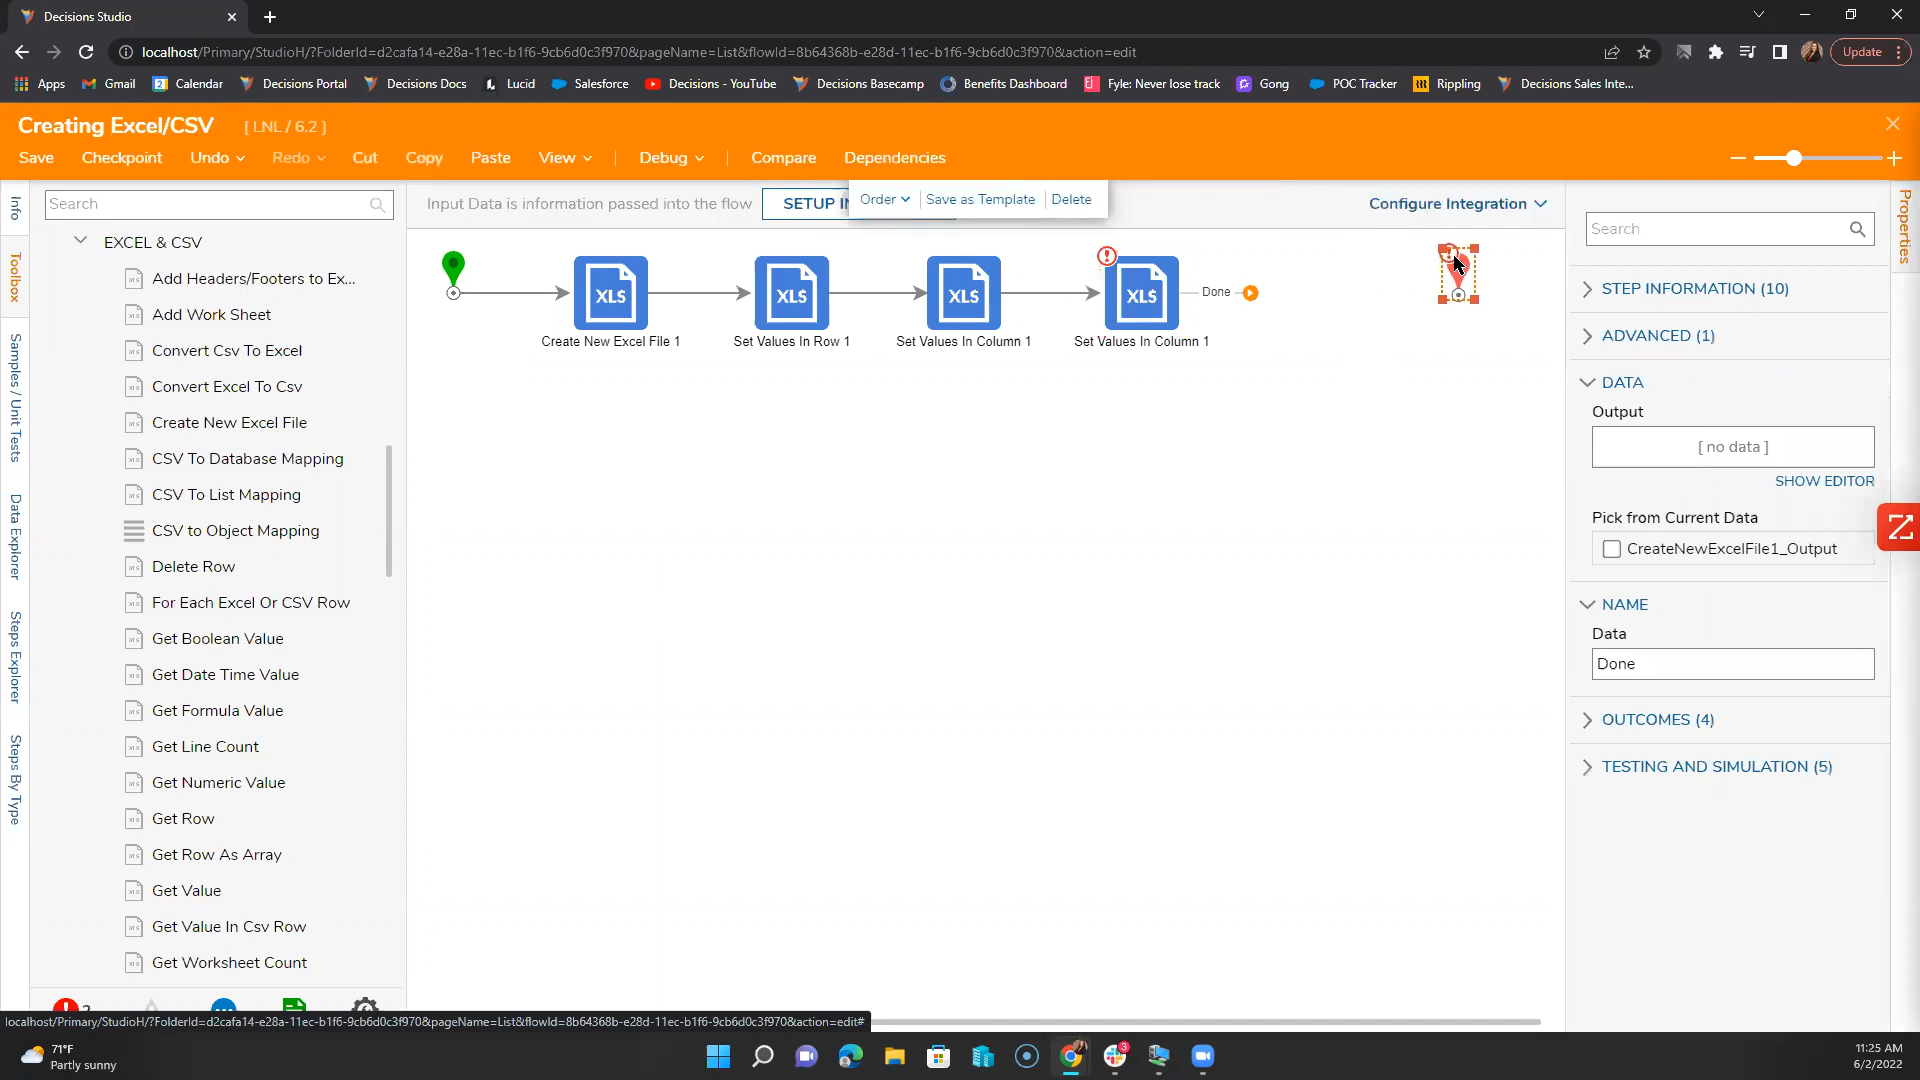 Decisions Studio
localhost/Primary/StudioH/?FolderId=d2cafa14-e28a-11ec-b1f6-9cb6d0c3f970&pageName=List&flowId=8b64368b-e28d-11ec-b1f6-9cb6d0c3f970&action=edit
Update
Apps
Gmail
Calendar
Decisions Portal
Decisions Docs
Lucid
Salesforce
Decisions - YouTube
Decisions Basecamp
Benefits Dashboard
Fyle: Never lose track
Gong
POC Tracker
Rippling
Decisions Sales Inte...
Creating Excel/CSV [ LNL / 6.2 ]
Save
Checkpoint
Undo
Redo
Cut
Copy
Paste
View
Debug
Compare
Dependencies
Info
Toolbox
Samples / Unit Tests
Data Explorer
Steps Explorer
Steps By Type
Search
EXCEL & CSV
Add Headers/Footers to Ex...
Add Work Sheet
Convert Csv To Excel
Convert Excel To Csv
Create New Excel File
CSV To Database Mapping
CSV To List Mapping
CSV to Object Mapping
Delete Row
For Each Excel Or CSV Row
Get Boolean Value
Get Date Time Value
Get Formula Value
Get Line Count
Get Numeric Value
Get Row
Get Row As Array
Get Value
Get Value In Csv Row
Get Worksheet Count
Input Data is information passed into the flow
SETUP IN
Order
Save as Template
Delete
Configure Integration
XLS
XLS
XLS
XLS
Done
Create New Excel File 1
Set Values In Row 1
Set Values In Column 1
Set Values In Column 1
Properties
Search
STEP INFORMATION (10)
ADVANCED (1)
DATA
Output
[ no data ]
SHOW EDITOR
Pick from Current Data
CreateNewExcelFile1_Output
NAME
Data
Done
OUTCOMES (4)
TESTING AND SIMULATION (5)
localhost/Primary/StudioH/?FolderId=d2cafa14-e28a-11ec-b1f6-9cb6d0c3f970&pageName=List&flowId=8b64368b-e28d-11ec-b1f6-9cb6d0c3f970&action=edit#
71°F
Partly sunny
3
11:25 AM
6/2/2022